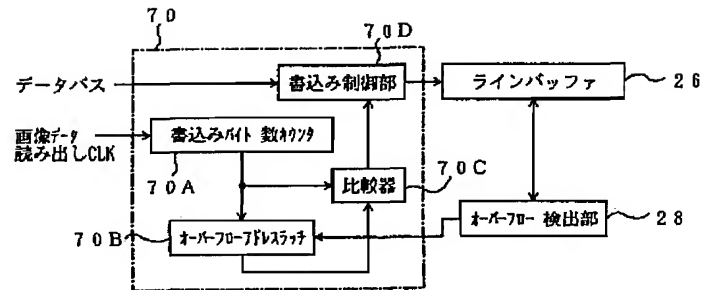 70
70D
データバス
書込み制御部
ラインバッファ
26
画像データ
読み出しCLK
書込みバイト数カウンタ
70A
比較器
70C
70B
オーバーフローアドレスラッチ
オーバーフロー検出部
28